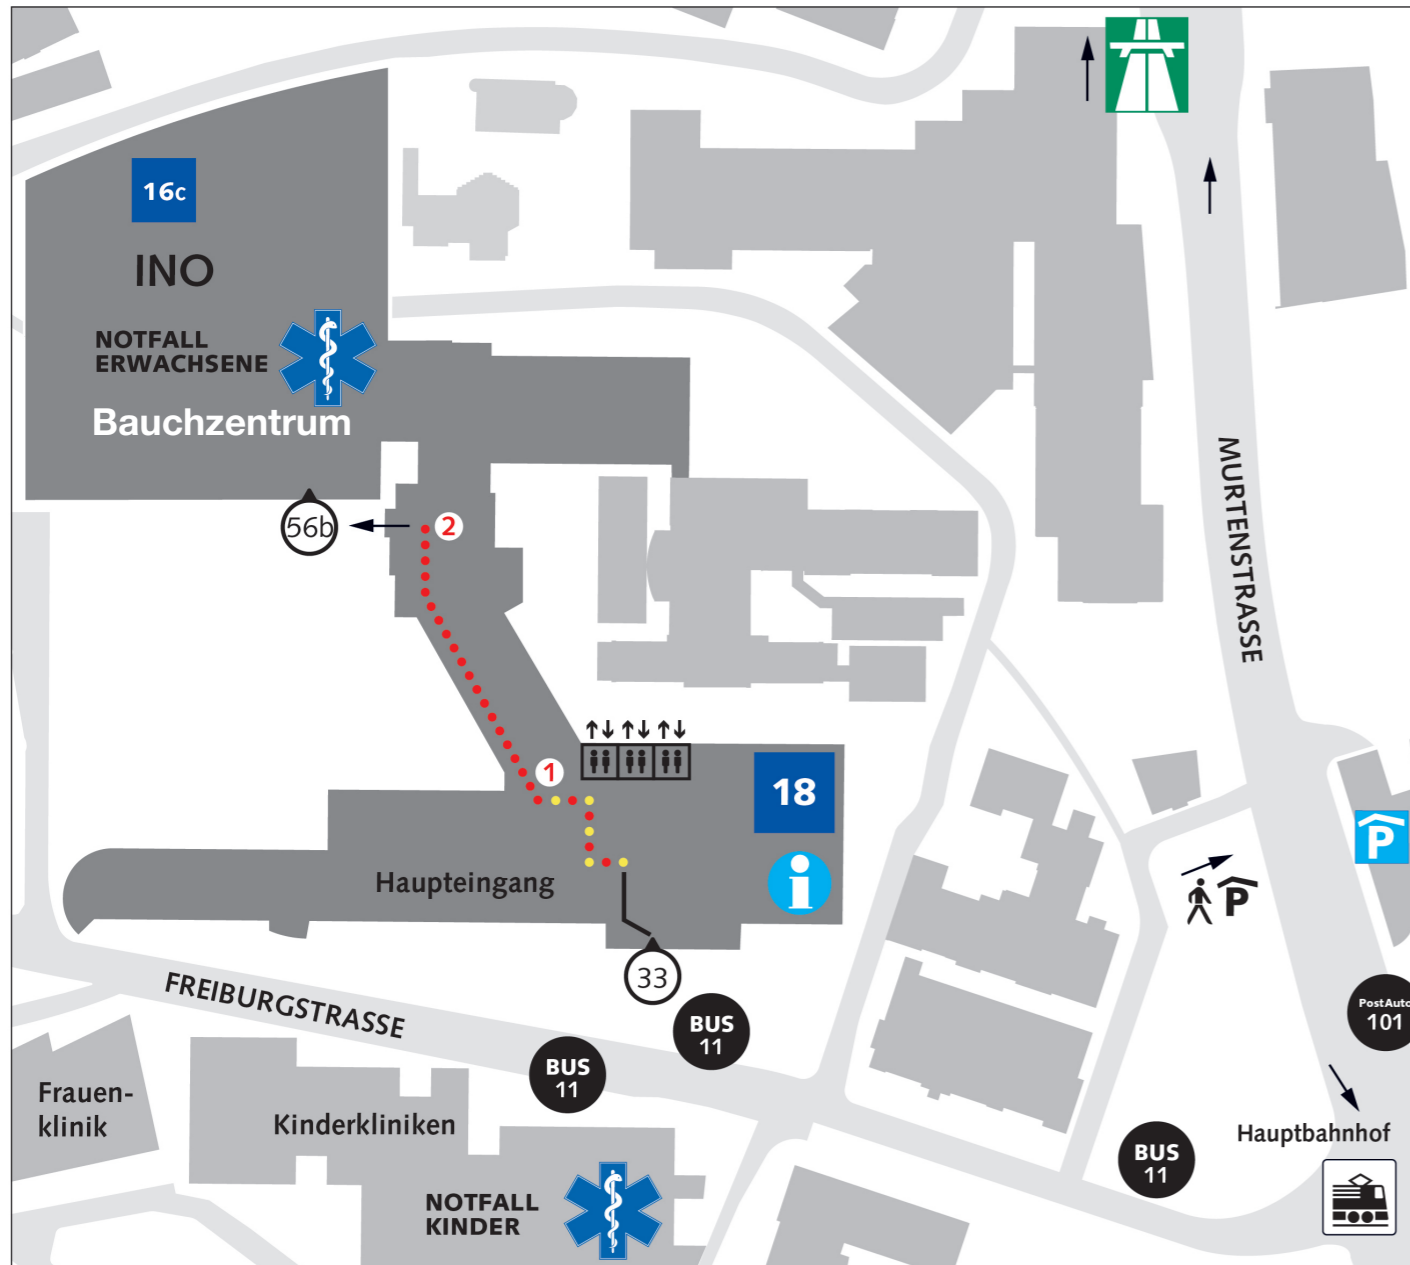 16c
INO
NOTFALL
ERWACHSENE
Bauchzentrum
56b
2
MURTENSTRASSE
1
18
P
Haupteingang
i
P
33
FREIBURGSTRASSE
BUS
11
BUS
11
PostAuto
101
Frauen-
klinik
Kinderkliniken
Hauptbahnhof
BUS
11
NOTFALL
KINDER